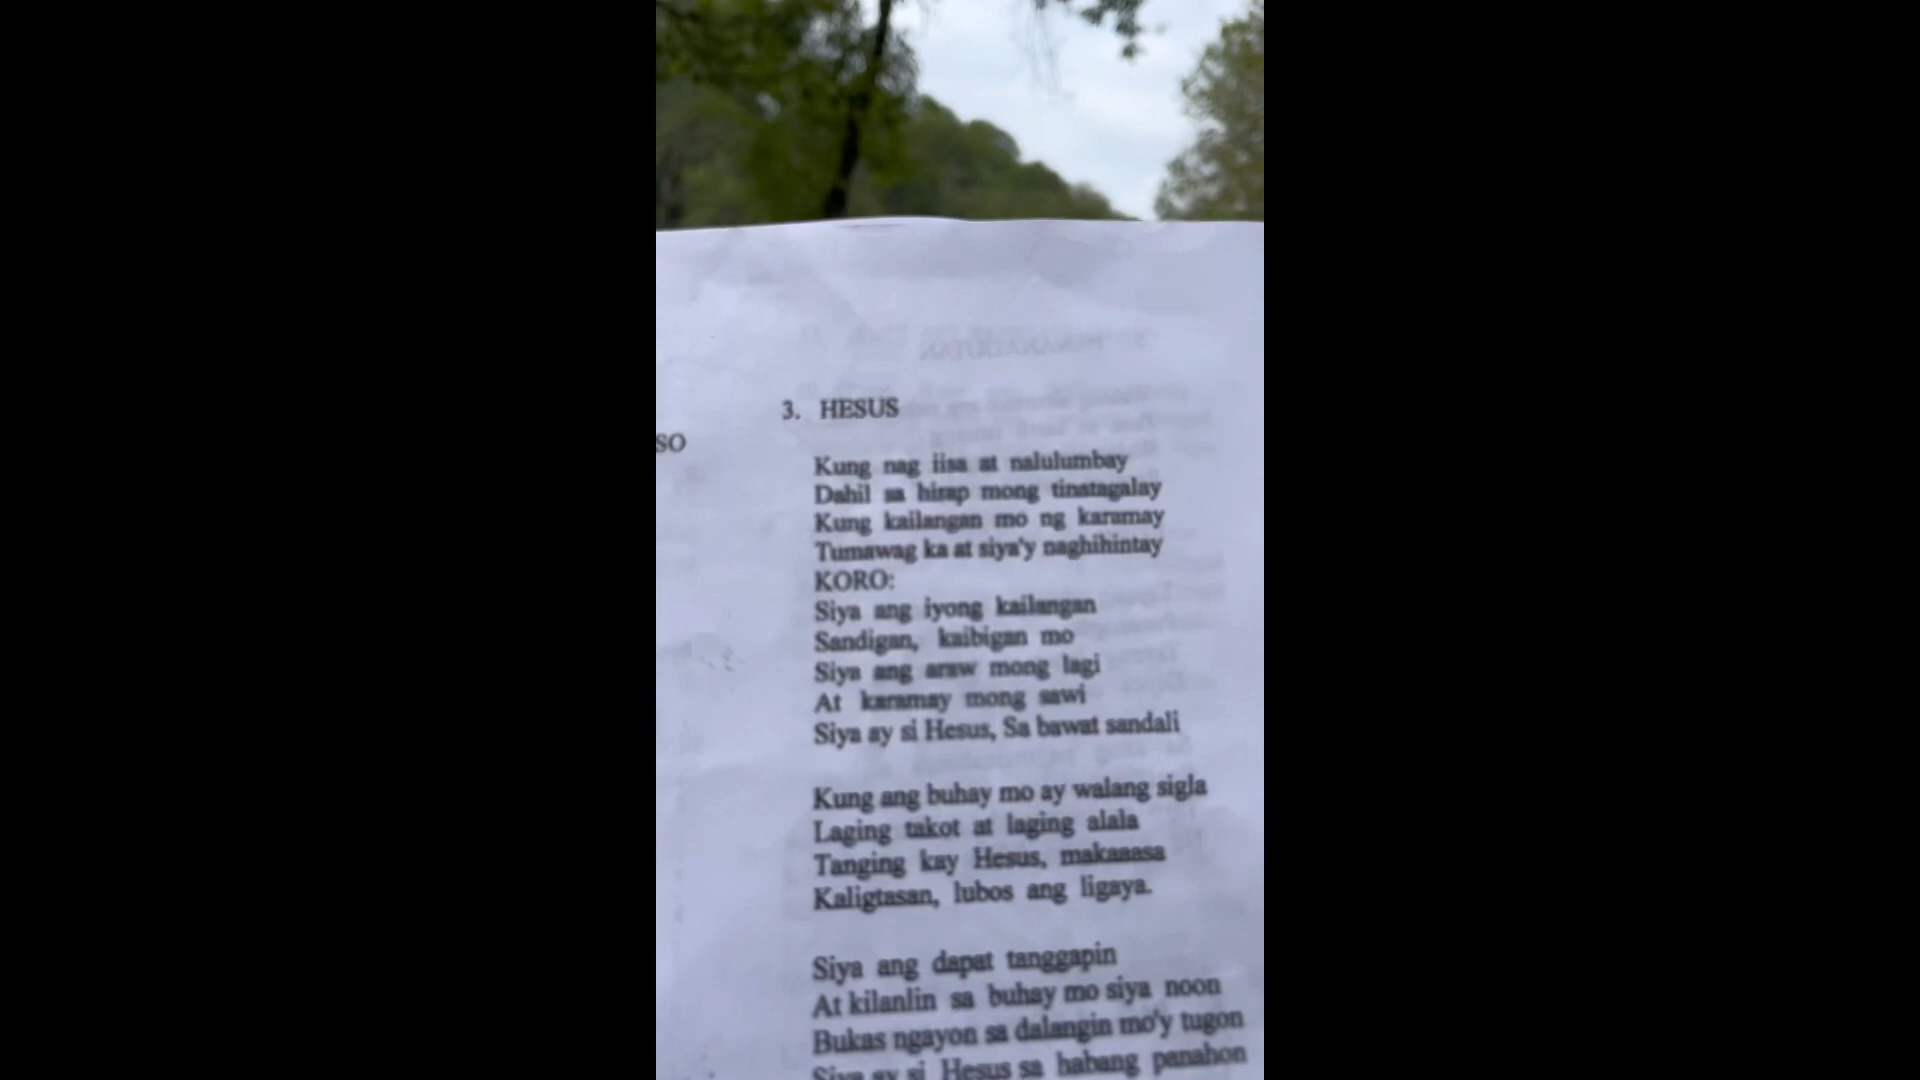 SO
3. HESUS
Kung nag iisa at nalulumbay
Dahil sa hirap mong tinatagalay
Kung kailangan mo ng karamay
Tumawag ka at siya'y naghihintay
KORO:
Siya ang iyong kailangan
Sandigan, kaibigan mo
Siya ang araw mong lagi
At karamay mong sawi
Siya ay si Hesus, Sa bawat sandali
Kung ang buhay mo ay walang sigla
Laging takot at laging alala
Tanging kay Hesus, makaaasa
Kaligtasan, lubos ang ligaya.
Siya ang dapat tanggapin
At kilanlin sa buhay mo siya noon
Bukas ngayon sa dalangin mo'y tugon
Siya ay si Hesus sa habang panahon